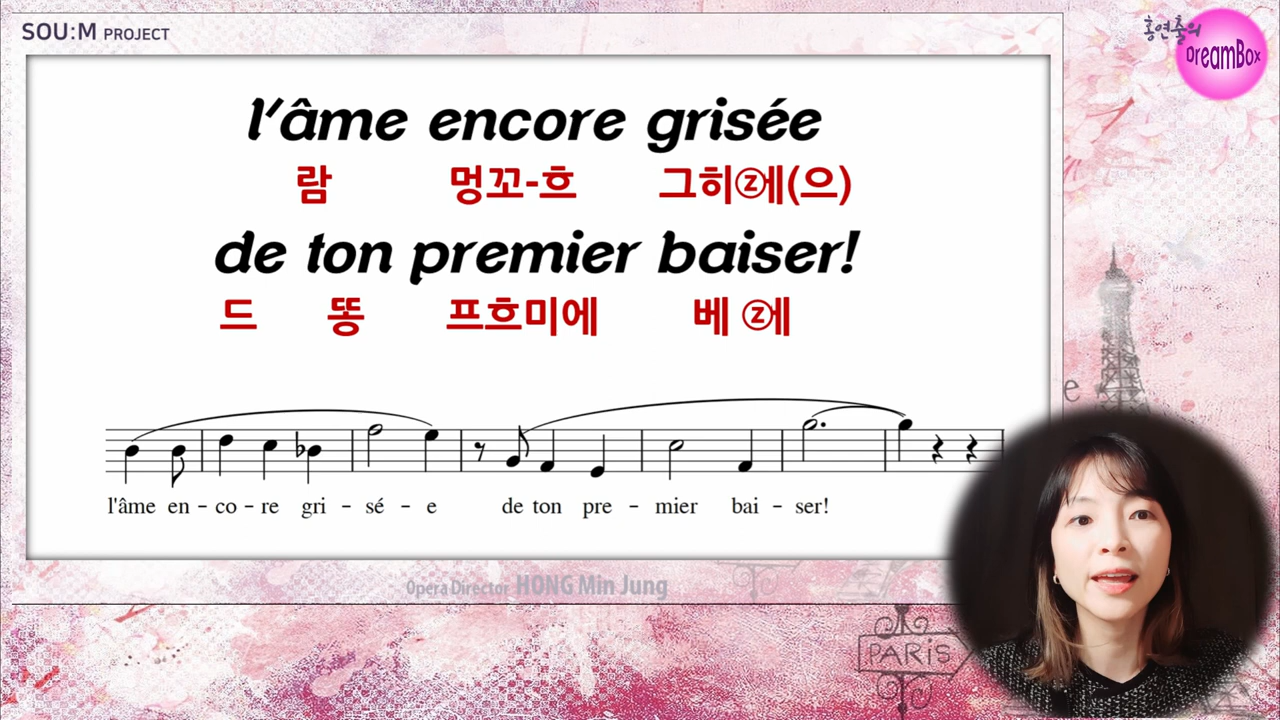 SOU:M PROJECT
홍연출의
DreamBox
l'âme encore grisée
람 멍꼬-흐 그히ⓩ에(으)
de ton premier baiser!
드 똥 프흐미에 베 ⓩ에
l'âme en - co - re gri - sé - e de ton pre - mier bai - ser!
e
Opera Director HONG Min Jung
PARIS